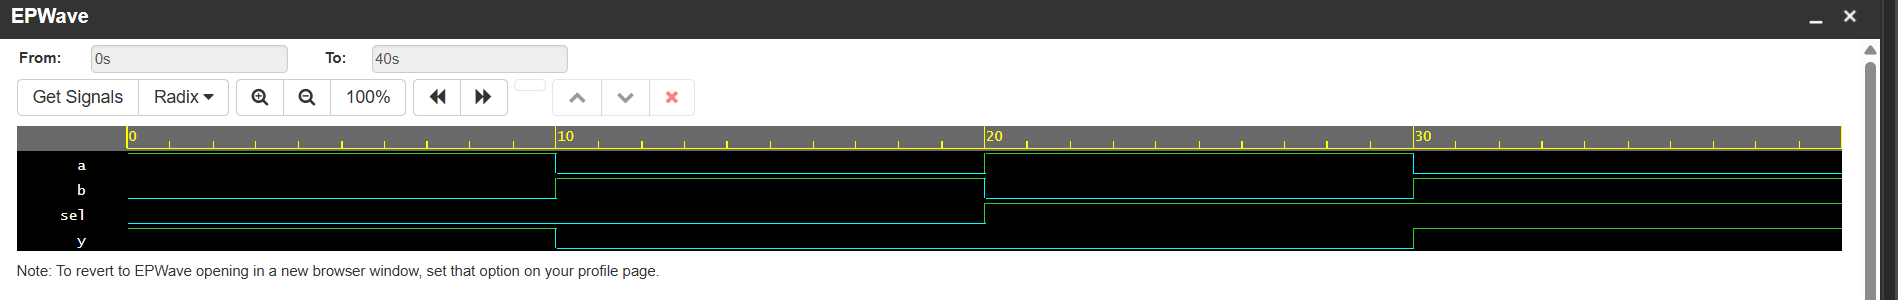 EPWave
From: 0s To: 40s
Get Signals Radix 100%
0 10 20 30
a
b
sel
y
Note: To revert to EPWave opening in a new browser window, set that option on your profile page.